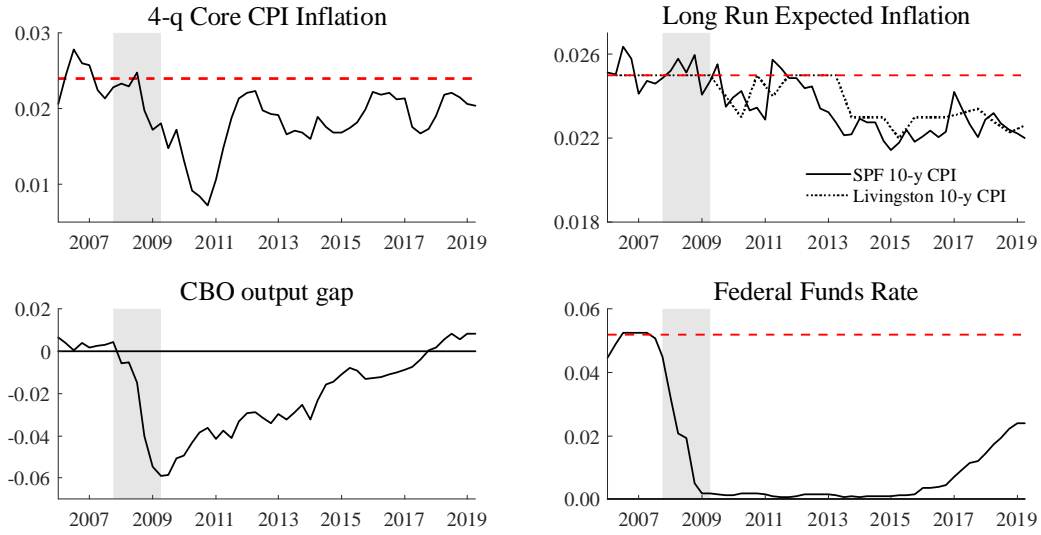 4-q Core CPI Inflation
0.03
0.02
0.01
2007 2009 2011 2013 2015 2017 2019
Long Run Expected Inflation
0.026
0.022
0.018
SPF 10-y CPI
Livingston 10-y CPI
2007 2009 2011 2013 2015 2017 2019
CBO output gap
0.02
0
-0.02
-0.04
-0.06
2007 2009 2011 2013 2015 2017 2019
Federal Funds Rate
0.06
0.04
0.02
0.00
2007 2009 2011 2013 2015 2017 2019